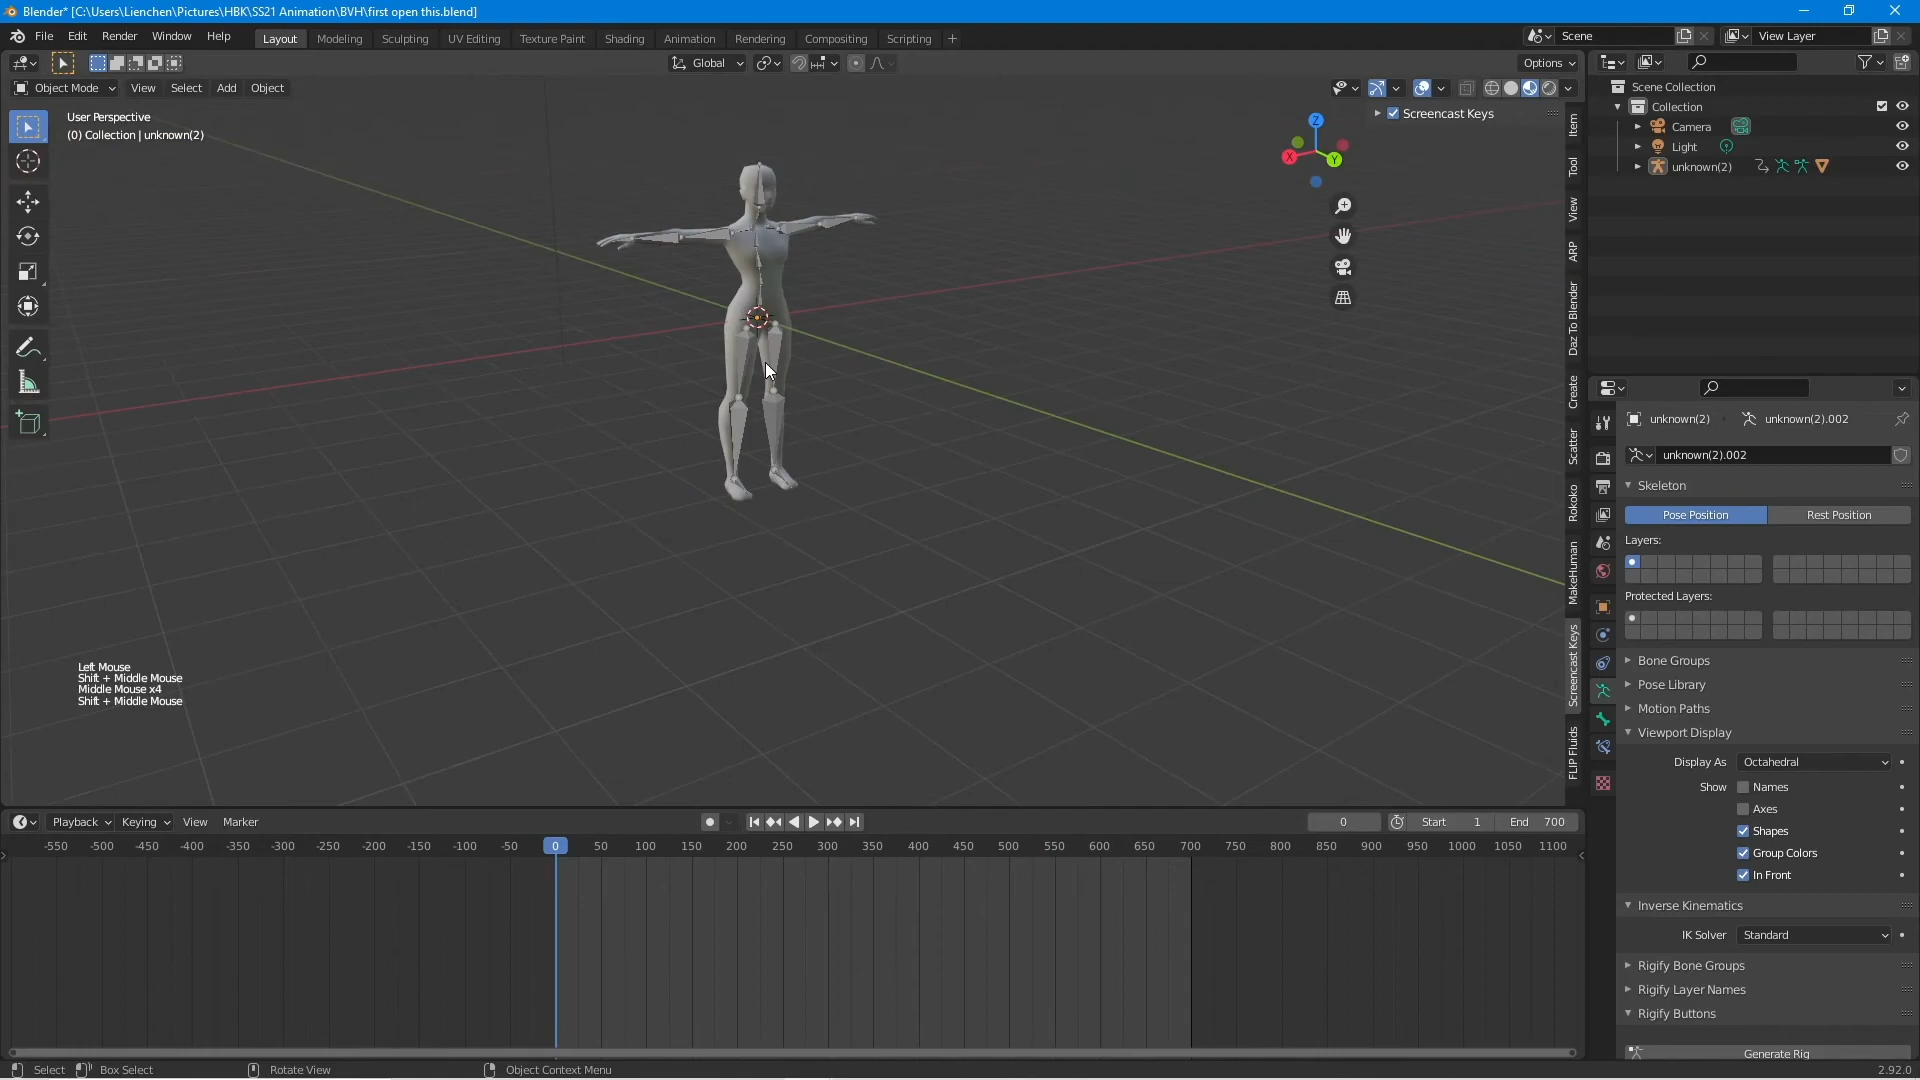 Blender* [C:\Users\Lienchen\Pictures\HBK\SS21 Animation\BVH\first open this.blend]
File Edit Render Window Help Layout Modeling Sculpting UV Editing Texture Paint Shading Animation Rendering Compositing Scripting + Scene View Layer
Global Options
Object Mode View Select Add Object
User Perspective
(0) Collection | unknown(2)
Screencast Keys
Z
X
Y
Item
Tool
View
ARP
Daz To Blender
Create
Scatter
Rokoko
MakeHuman
Screencast Keys
FLIP Fluids
Left Mouse
Shift + Middle Mouse
Middle Mouse x4
Shift + Middle Mouse
Scene Collection
Collection
Camera
Light
unknown(2)
unknown(2) unknown(2).002
unknown(2).002
Skeleton
Pose Position Rest Position
Layers:
Protected Layers:
Bone Groups
Pose Library
Motion Paths
Viewport Display
Display As Octahedral
Show Names
Axes
Shapes
Group Colors
In Front
Inverse Kinematics
IK Solver Standard
Rigify Bone Groups
Rigify Layer Names
Rigify Buttons
Generate Rig
Playback Keying View Marker 0 Start 1 End 700
-550 -500 -450 -400 -350 -300 -250 -200 -150 -100 -50 0 50 100 150 200 250 300 350 400 450 500 550 600 650 700 750 800 850 900 950 1000 1050 1100
Select Box Select Rotate View Object Context Menu 2.92.0